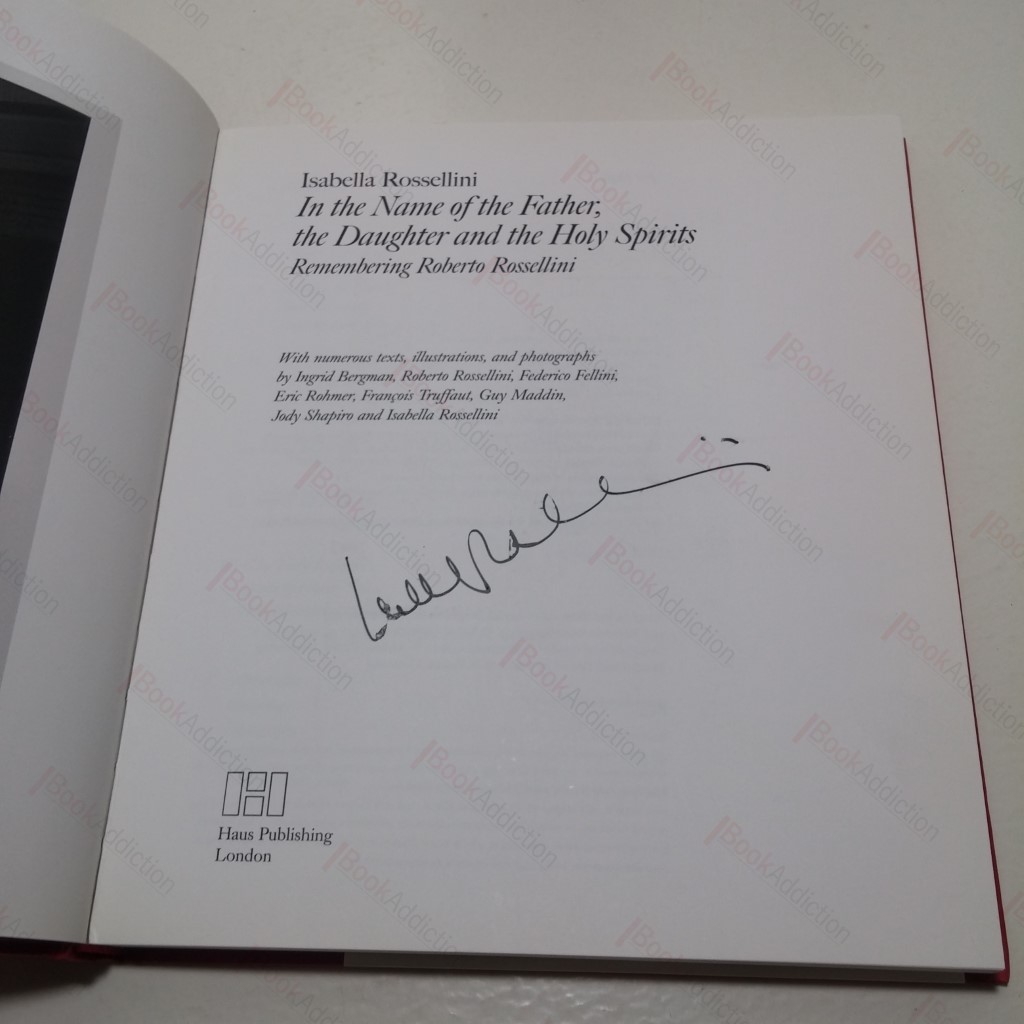 Isabella Rossellini
In the Name of the Father,
the Daughter and the Holy Spirits
Remembering Roberto Rossellini
With numerous texts, illustrations, and photographs
by Ingrid Bergman, Roberto Rossellini, Federico Fellini,
Eric Rohmer, François Truffaut, Guy Maddin,
Jody Shapiro and Isabella Rossellini
Haus Publishing
London
BookAddiction